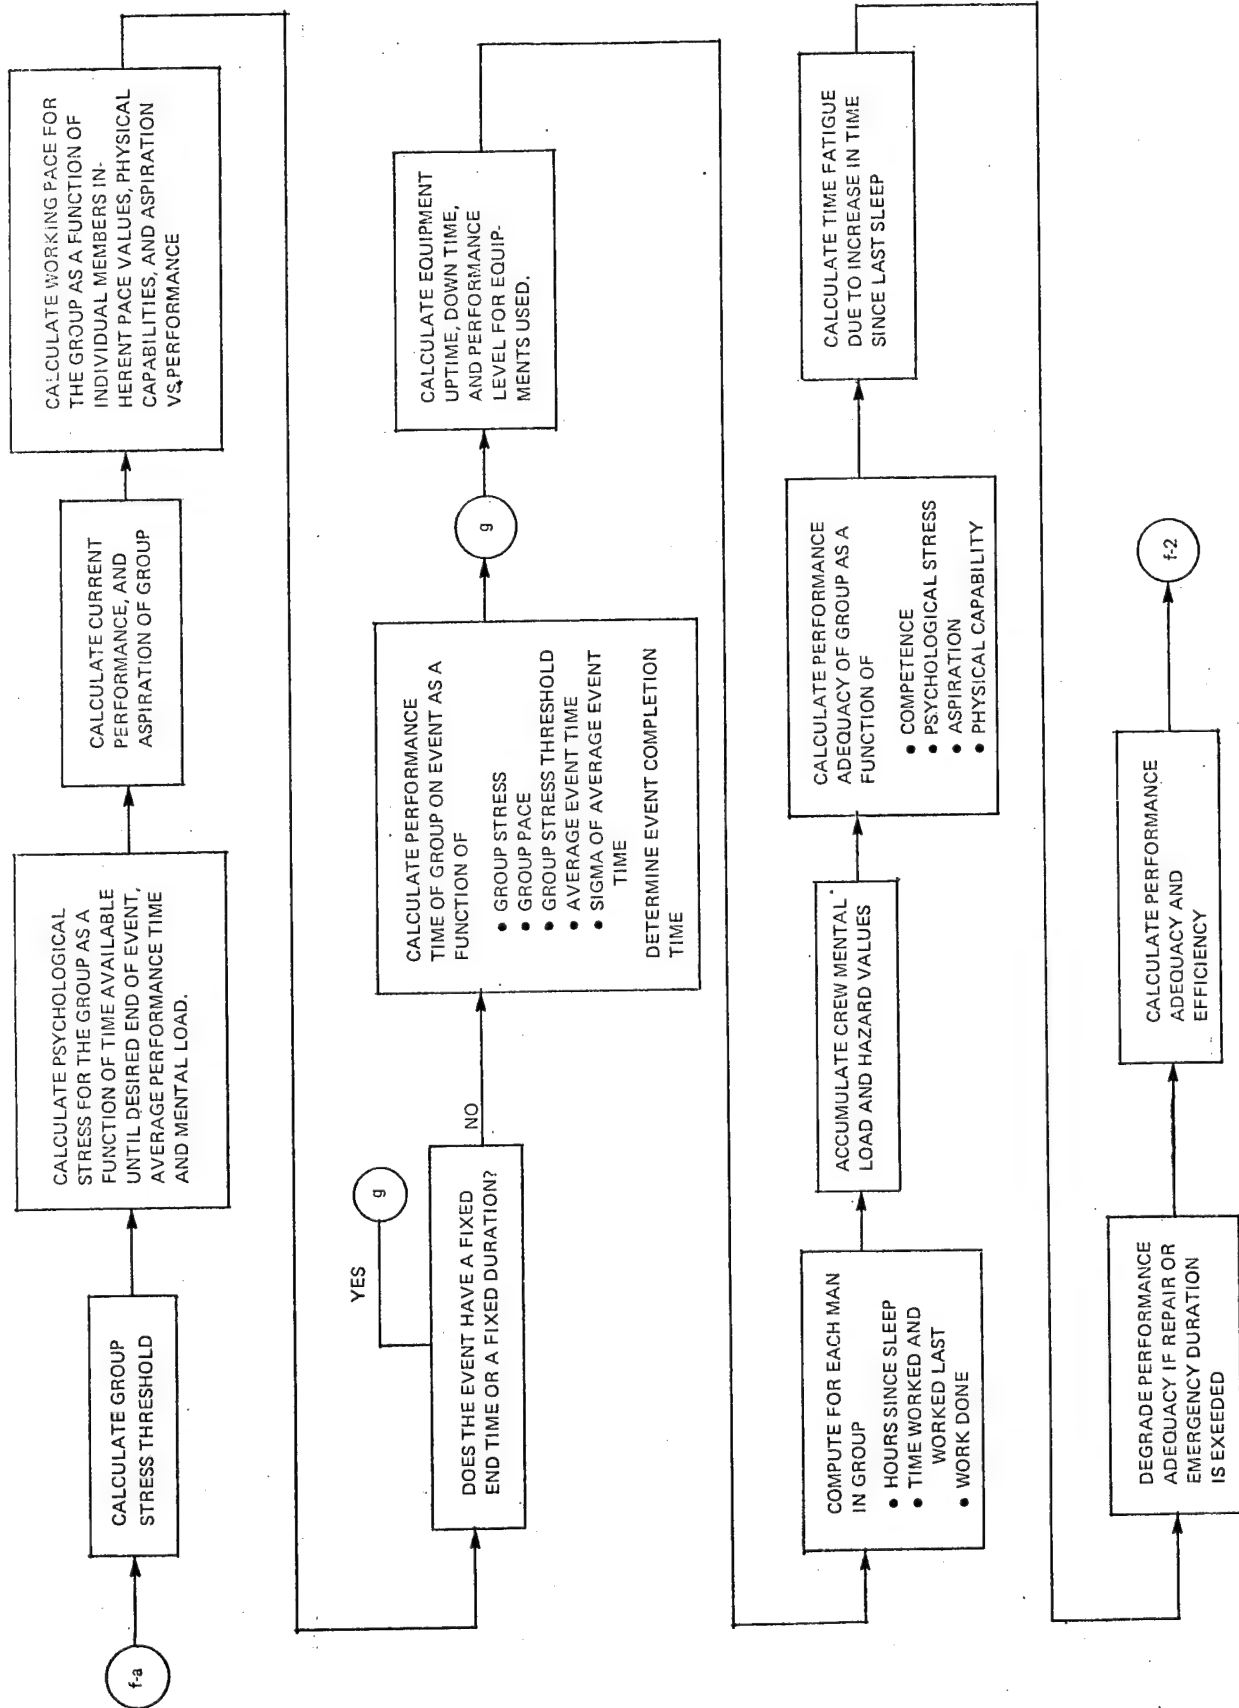 f-a
CALCULATE GROUP
STRESS THRESHOLD
CALCULATE PSYCHOLOGICAL
STRESS FOR THE GROUP AS A
FUNCTION OF TIME AVAILABLE
UNTIL DESIRED END OF EVENT,
AVERAGE PERFORMANCE TIME
AND MENTAL LOAD.
CALCULATE CURRENT
PERFORMANCE, AND
ASPIRATION OF GROUP
CALCULATE WORKING PACE FOR
THE GROUP AS A FUNCTION OF
INDIVIDUAL MEMBERS IN-
HERENT PACE VALUES, PHYSICAL
CAPABILITIES, AND ASPIRATION
VS. PERFORMANCE
DOES THE EVENT HAVE A FIXED
END TIME OR A FIXED DURATION?
YES
g
NO
CALCULATE PERFORMANCE
TIME OF GROUP ON EVENT AS A
FUNCTION OF
• GROUP STRESS
• GROUP PACE
• GROUP STRESS THRESHOLD
• AVERAGE EVENT TIME
• SIGMA OF AVERAGE EVENT
TIME
DETERMINE EVENT COMPLETION
TIME
g
CALCULATE EQUIPMENT
UPTIME, DOWN TIME,
AND PERFORMANCE
LEVEL FOR EQUIP-
MENTS USED.
COMPUTE FOR EACH MAN
IN GROUP
• HOURS SINCE SLEEP
• TIME WORKED AND
WORKED LAST
• WORK DONE
ACCUMULATE CREW MENTAL
LOAD AND HAZARD VALUES
CALCULATE PERFORMANCE
ADEQUACY OF GROUP AS A
FUNCTION OF
• COMPETENCE
• PSYCHOLOGICAL STRESS
• ASPIRATION
• PHYSICAL CAPABILITY
CALCULATE TIME FATIGUE
DUE TO INCREASE IN TIME
SINCE LAST SLEEP
DEGRADE PERFORMANCE
ADEQUACY IF REPAIR OR
EMERGENCY DURATION
IS EXEEDED
CALCULATE PERFORMANCE
ADEQUACY AND
EFFICIENCY
f-2